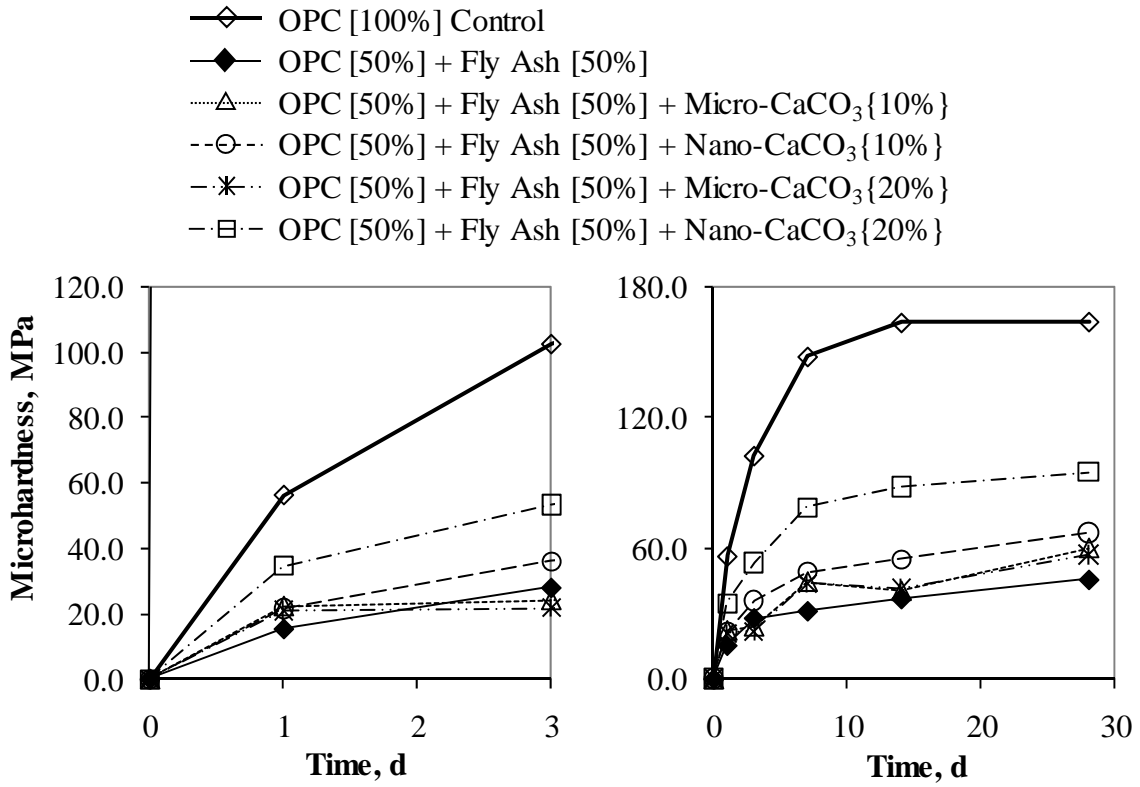 OPC [100%] Control
OPC [50%] + Fly Ash [50%]
OPC [50%] + Fly Ash [50%] + Micro-CaCO₃{10%}
OPC [50%] + Fly Ash [50%] + Nano-CaCO₃{10%}
OPC [50%] + Fly Ash [50%] + Micro-CaCO₃{20%}
OPC [50%] + Fly Ash [50%] + Nano-CaCO₃{20%}
Microhardness, MPa
120.0
100.0
80.0
60.0
40.0
20.0
0.0
0 1 2 3
Time, d
180.0
120.0
60.0
0.0
0 10 20 30
Time, d